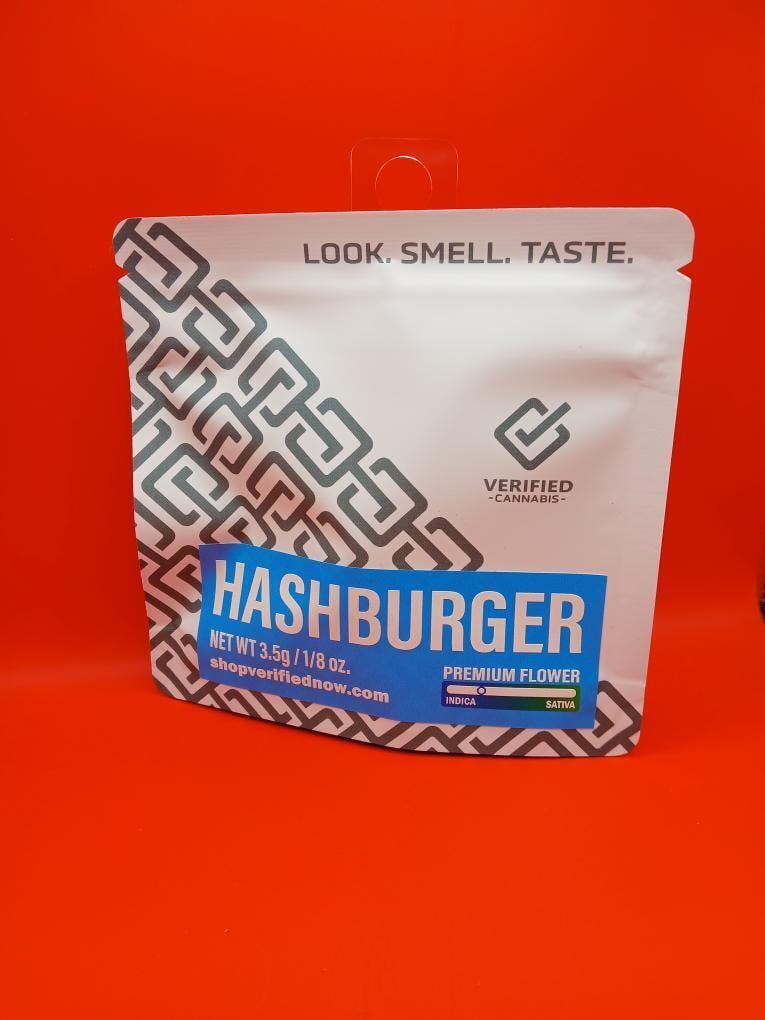 LOOK. SMELL. TASTE.
VERIFIED
-CANNABIS-
HASHBURGER
NET WT 3.5g / 1/8 oz.
shopverifiednow.com
PREMIUM FLOWER
INDICA SATIVA